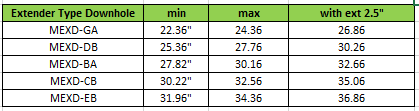 Extender Type Downhole min max with ext 2.5"
MEXD-GA 22.36" 24.36 26.86
MEXD-DB 25.36" 27.76 30.26
MEXD-BA 27.82" 30.16 32.66
MEXD-CB 30.22" 32.56 35.06
MEXD-EB 31.96" 34.36 36.86